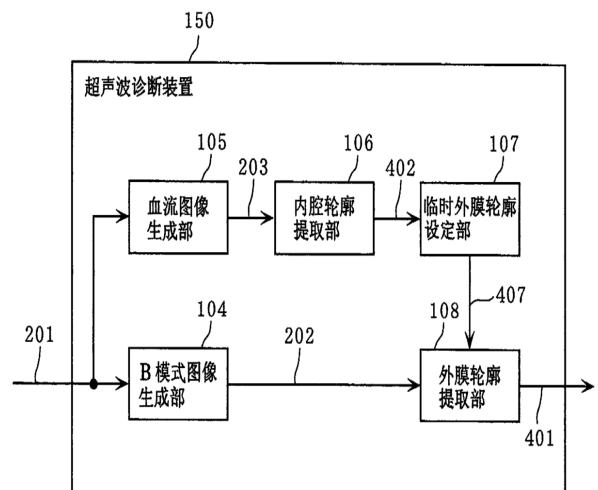 150
超声波诊断装置
105
203
106
402
107
血流图像
生成部
内腔轮廓
提取部
临时外膜轮廓
设定部
407
201
104
202
108
B模式图像
生成部
外膜轮廓
提取部
401